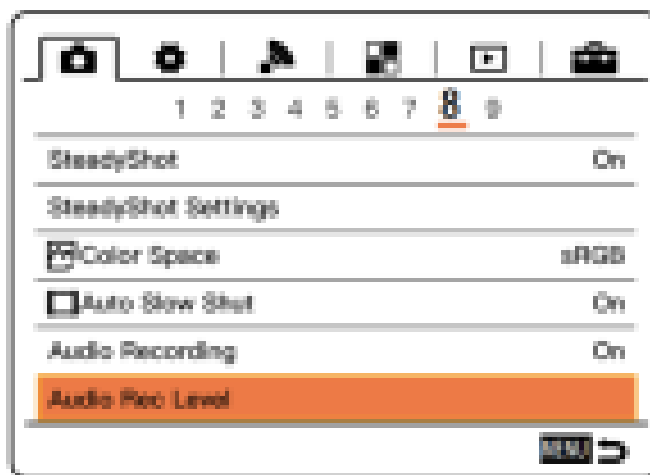 1 2 3 4 5 6 7 8 9
SteadyShot On
SteadyShot Settings
Color Space sRGB
Auto Slow Shut On
Audio Recording On
Audio Rec Level
MENU